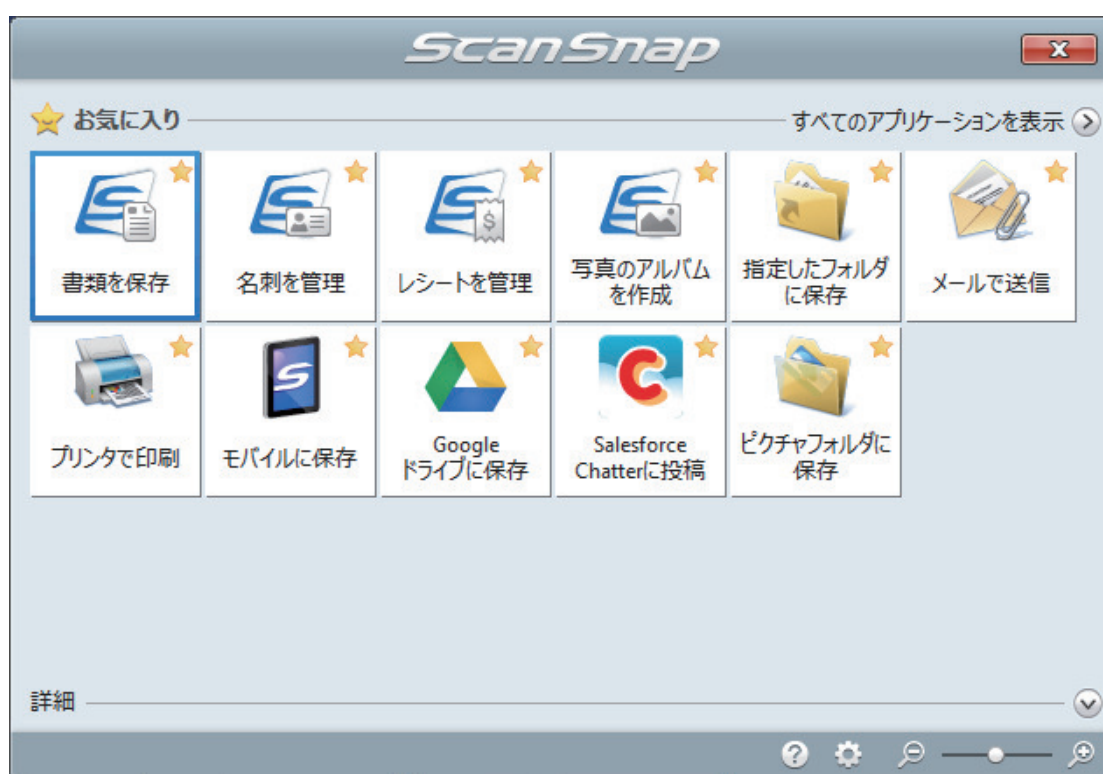 ScanSnap
お気に入り
すべてのアプリケーションを表示
書類を保存
名刺を管理
レシートを管理
写真のアルバム
を作成
指定したフォルダ
に保存
メールで送信
プリンタで印刷
モバイルに保存
Google
ドライブに保存
Salesforce
Chatterに投稿
ピクチャフォルダに
保存
詳細